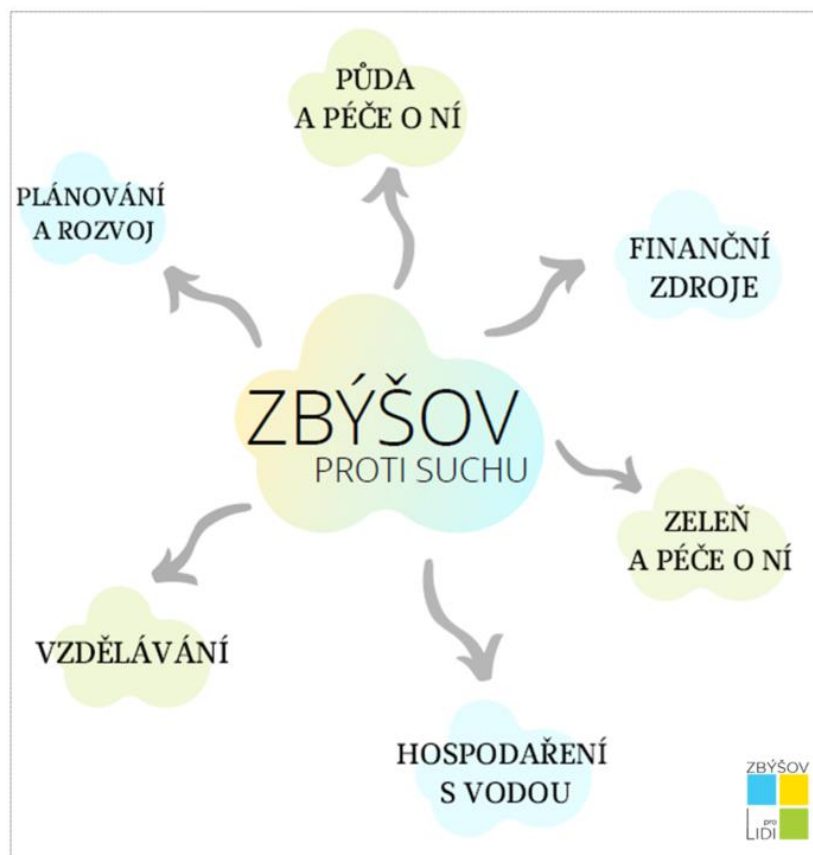 PŮDA
A PÉČE O NÍ
PLÁNOVÁNÍ
A ROZVOJ
FINANČNÍ
ZDROJE
ZBÝŠOV
PROTI SUCHU
ZELEŇ
A PÉČE O NÍ
VZDĚLÁVÁNÍ
HOSPODAŘENÍ
S VODOU
ZBÝŠOV
pro
LIDI